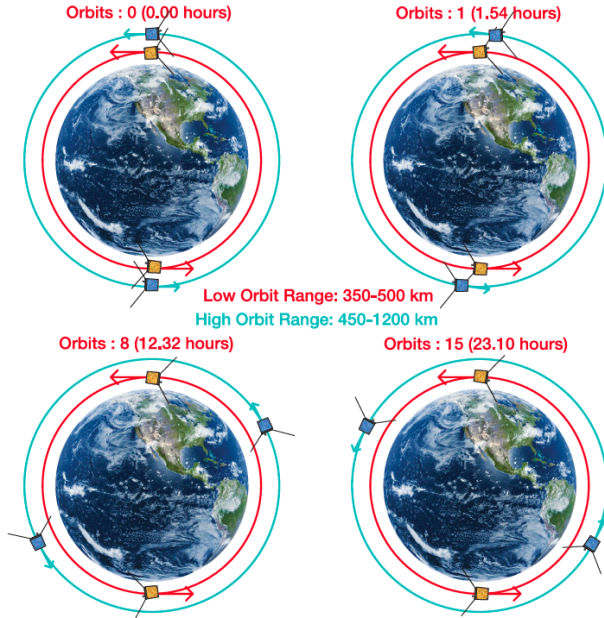 Orbits : 0 (0.00 hours)
Orbits : 1 (1.54 hours)
Low Orbit Range: 350-500 km
High Orbit Range: 450-1200 km
Orbits : 8 (12.32 hours)
Orbits : 15 (23.10 hours)